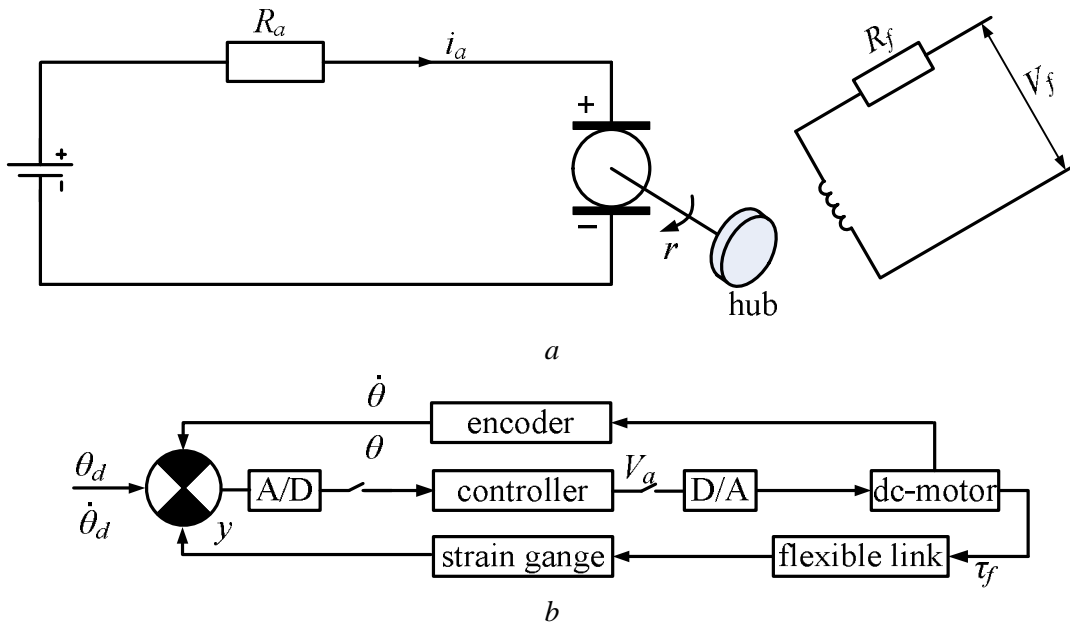 R_a
i_a
+
+
-
-
r
hub
R_f
V_f
a
θ̇
encoder
θ_d
θ
V_a
A/D
controller
D/A
dc-motor
θ̇_d
y
strain gange
flexible link
τ_f
b